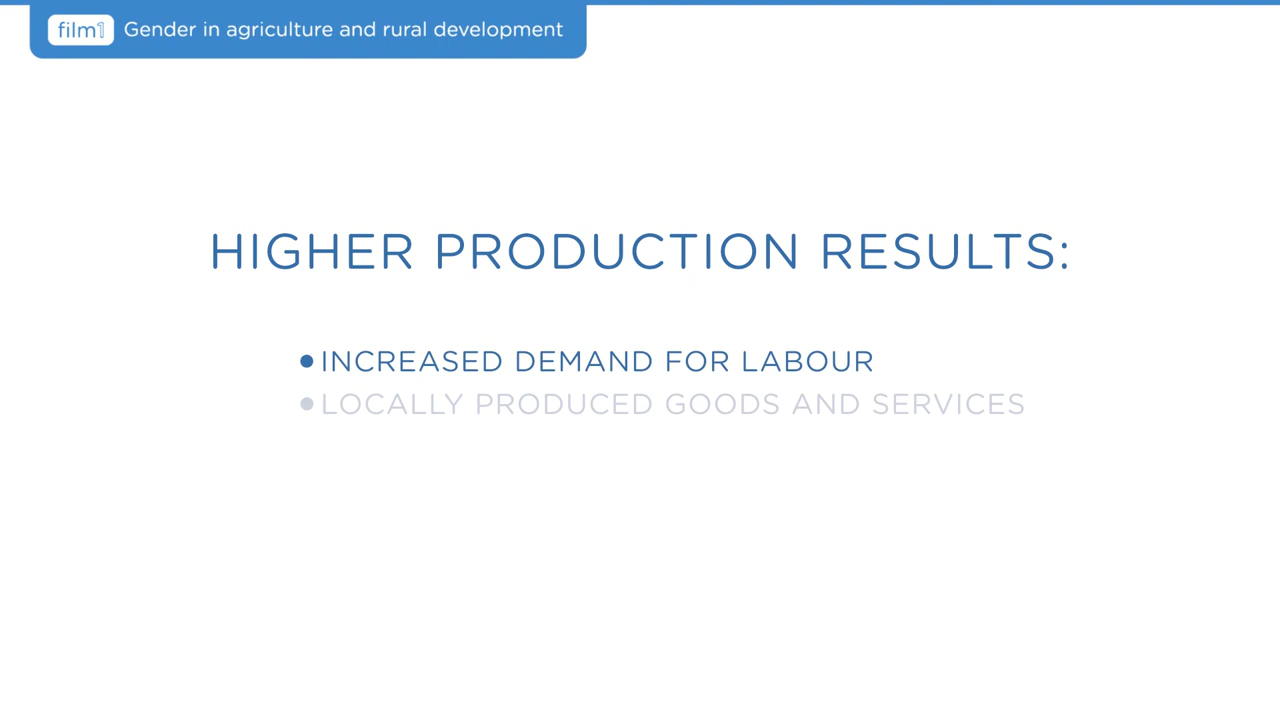 film1 Gender in agriculture and rural development
HIGHER PRODUCTION RESULTS:
●INCREASED DEMAND FOR LABOUR
●LOCALLY PRODUCED GOODS AND SERVICES